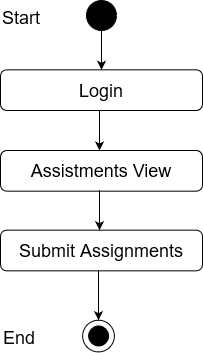 Start
Login
Assistments View
Submit Assignments
End